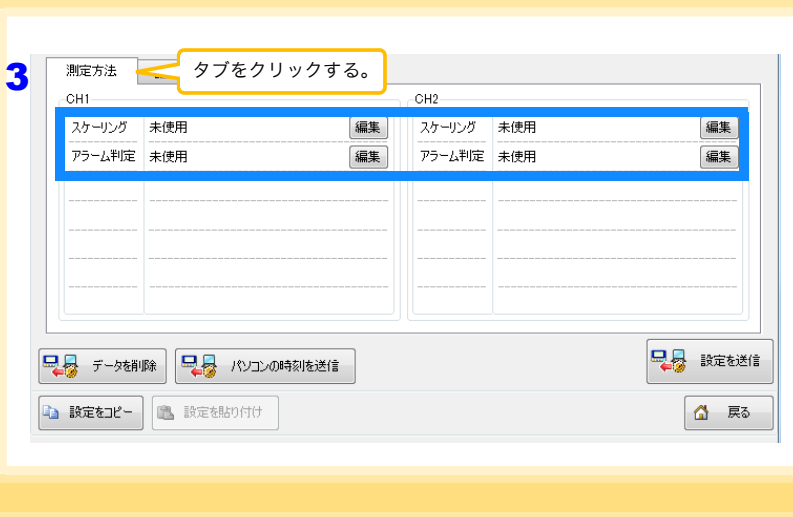 3
測定方法
タブをクリックする。
CH1
スケーリング 未使用 編集
アラーム判定 未使用 編集
CH2
スケーリング 未使用 編集
アラーム判定 未使用 編集
データを削除
パソコンの時刻を送信
設定を送信
設定をコピー
設定を貼り付け
戻る